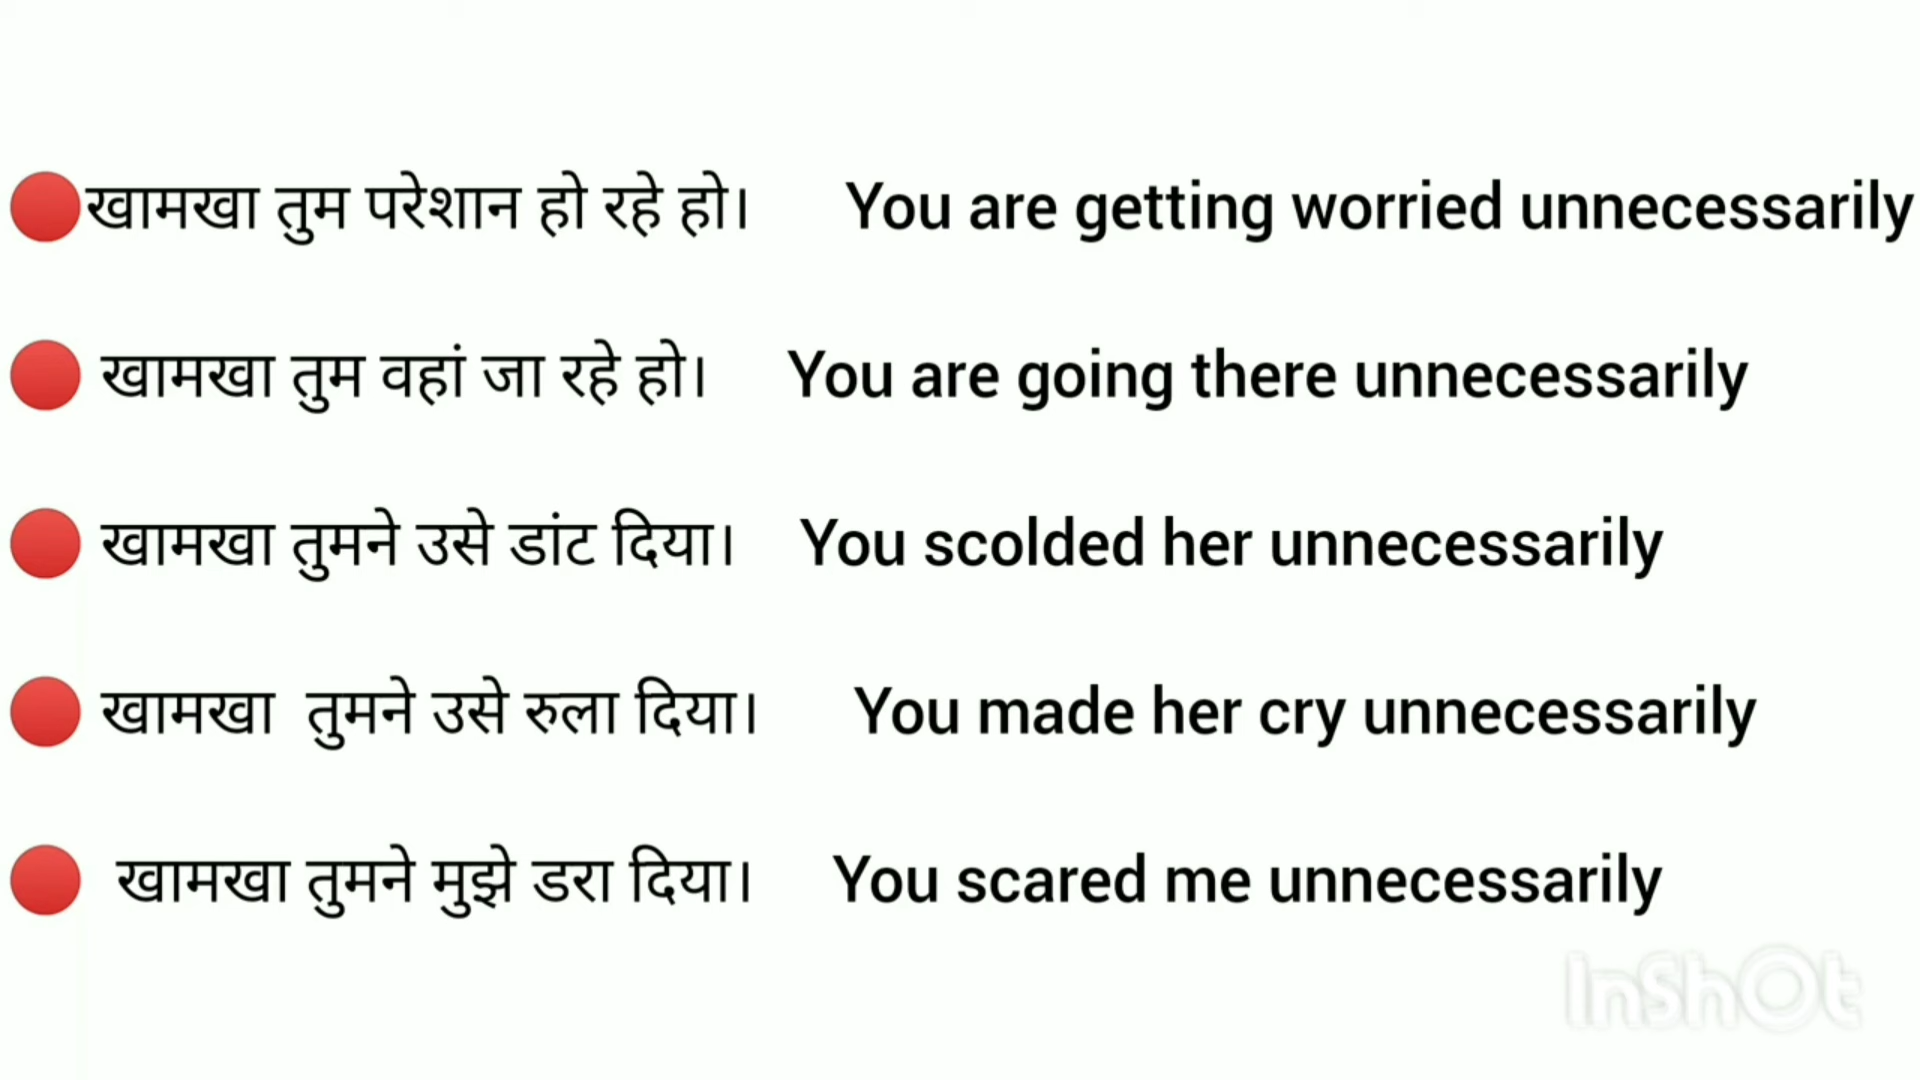 🔴खामखा तुम परेशान हो रहे हो। You are getting worried unnecessarily
🔴 खामखा तुम वहां जा रहे हो। You are going there unnecessarily
🔴 खामखा तुमने उसे डांट दिया। You scolded her unnecessarily
🔴 खामखा तुमने उसे रुला दिया। You made her cry unnecessarily
🔴 खामखा तुमने मुझे डरा दिया। You scared me unnecessarily
InShOt